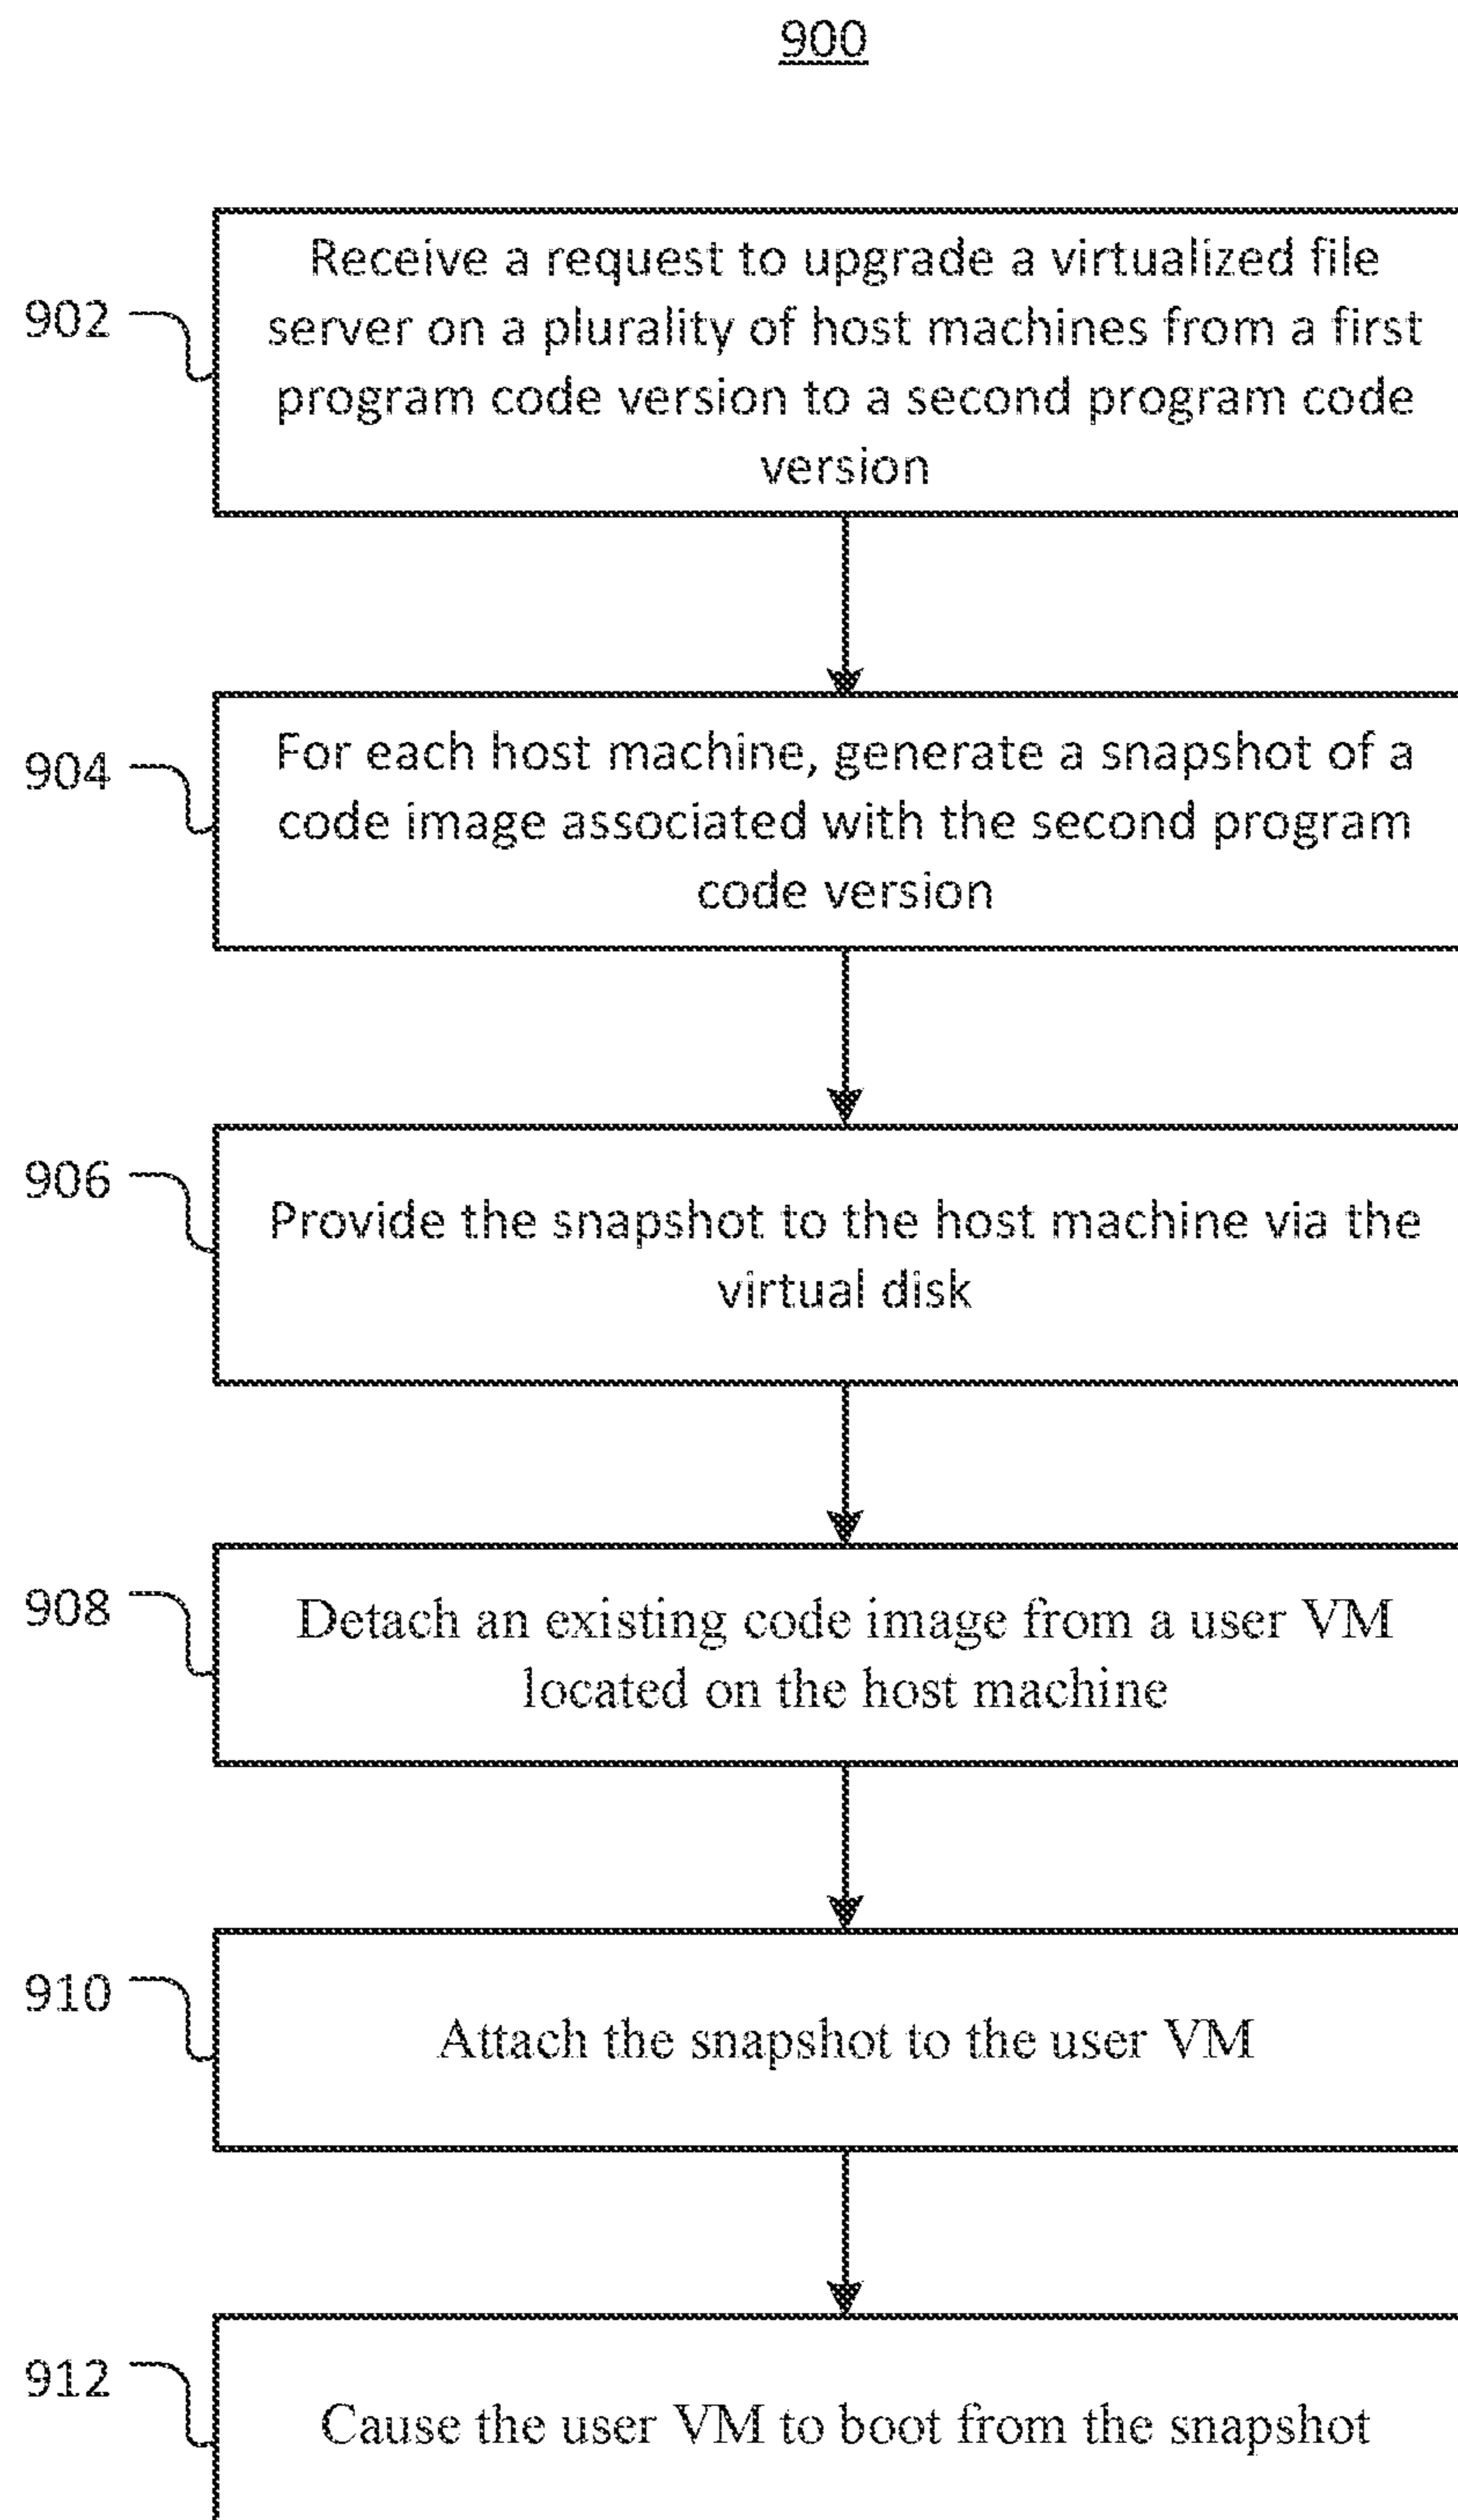 900
902
Receive a request to upgrade a virtualized file
server on a plurality of host machines from a first
program code version to a second program code
version
904
For each host machine, generate a snapshot of a
code image associated with the second program
code version
906
Provide the snapshot to the host machine via the
virtual disk
908
Detach an existing code image from a user VM
located on the host machine
910
Attach the snapshot to the user VM
912
Cause the user VM to boot from the snapshot